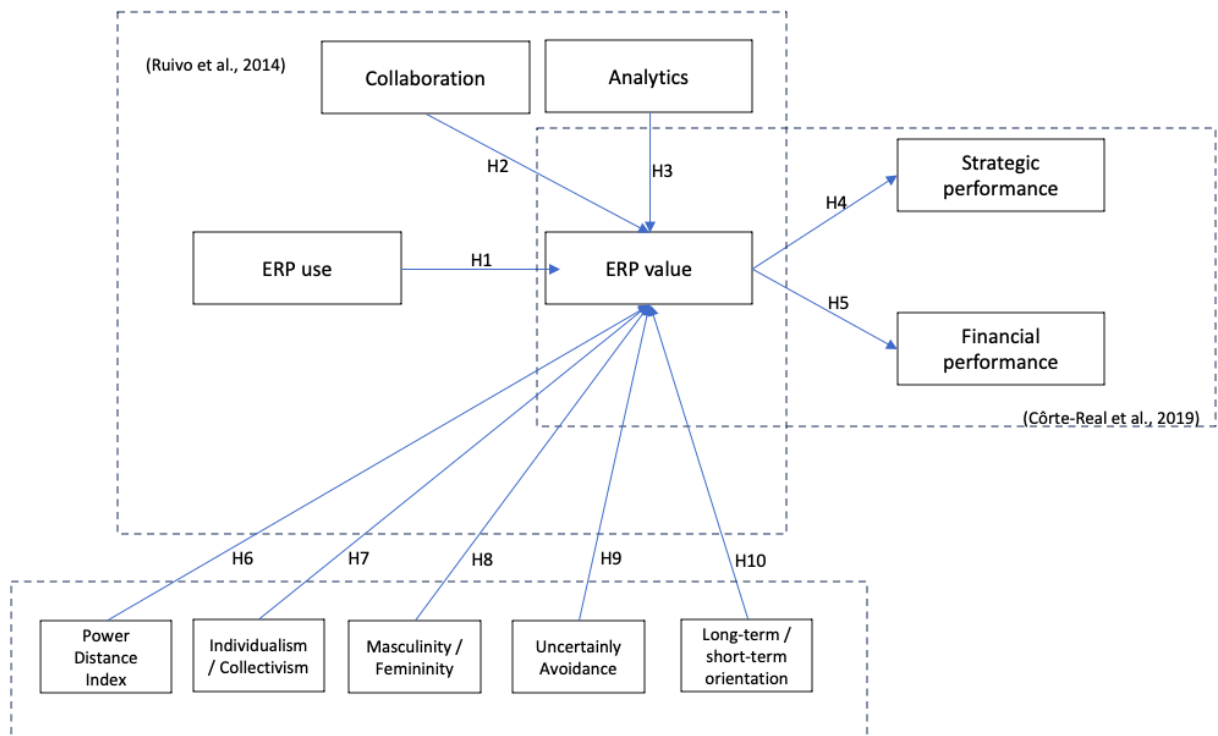 (Ruivo et al., 2014)
Collaboration
Analytics
H2
H3
Strategic
performance
H4
ERP use
H1
ERP value
H5
Financial
performance
(Côrte-Real et al., 2019)
H6
H7
H8
H9
H10
Power
Distance
Index
Individualism
/ Collectivism
Masculinity /
Femininity
Uncertainly
Avoidance
Long-term /
short-term
orientation